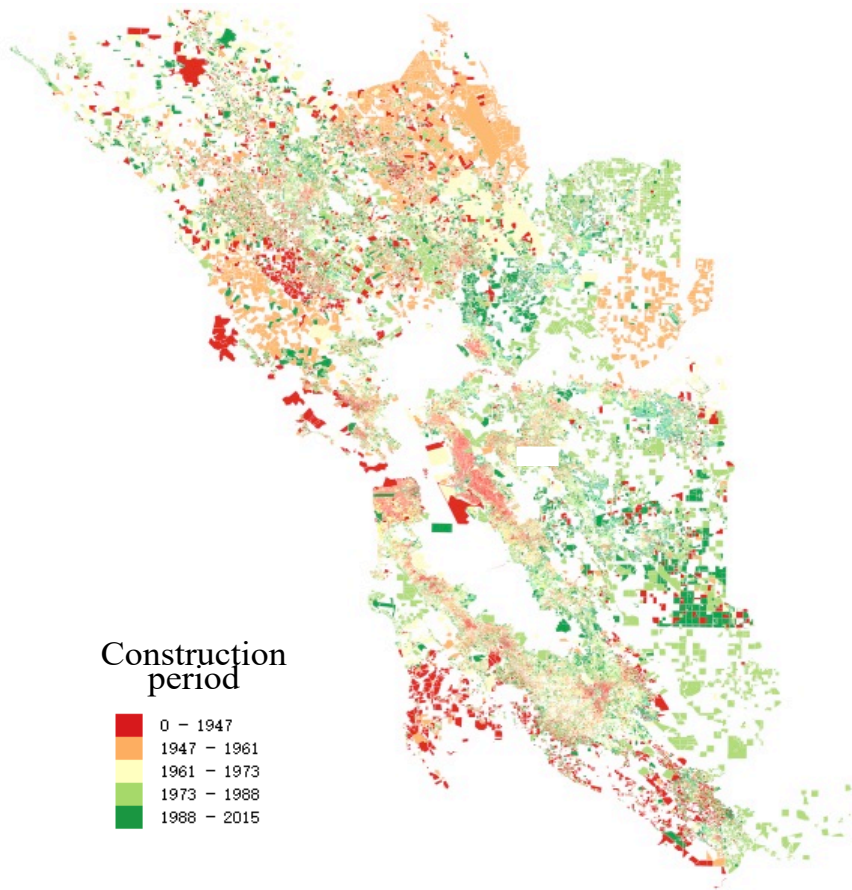 Construction
period
0 - 1947
1947 - 1961
1961 - 1973
1973 - 1988
1988 - 2015